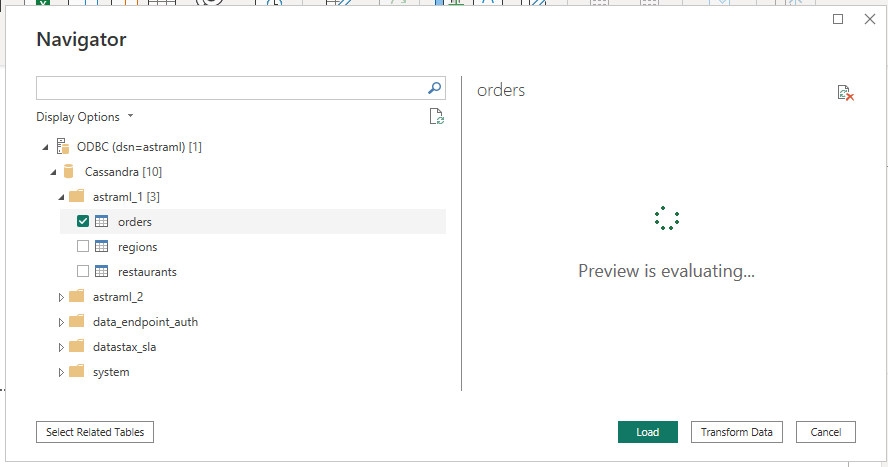 Navigator
Display Options
ODBC (dsn=astraml) [1]
Cassandra [10]
astraml_1 [3]
orders
regions
restaurants
astraml_2
data_endpoint_auth
datastax_sla
system
orders
Preview is evaluating...
Select Related Tables
Load
Transform Data
Cancel